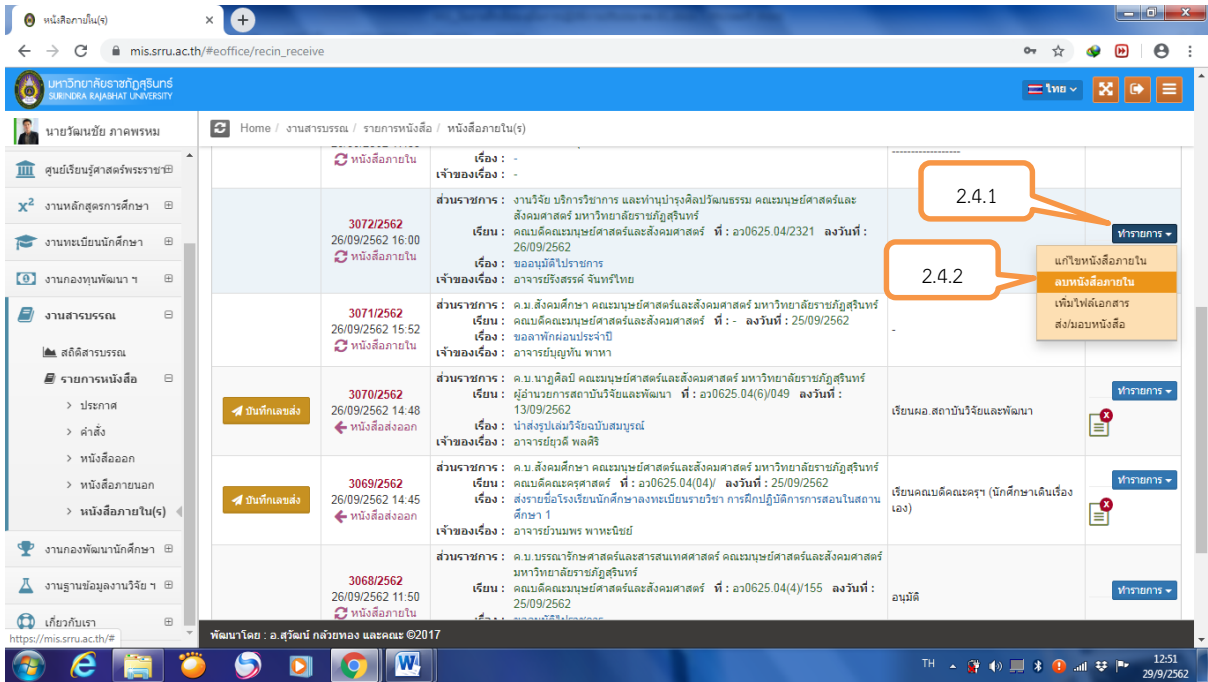 หนังสือภายใน(ร)
mis.srru.ac.th/#eoffice/recin_receive
มหาวิทยาลัยราชภัฏสุรินทร์
SURINDRA RAJABHAT UNIVERSITY
ไทย
นายวัฒนชัย ภาคพรหม
Home / งานสารบรรณ / รายการหนังสือ / หนังสือภายใน(ร)
ศูนย์เรียนรู้ศาสตร์พระราชา
งานหลักสูตรการศึกษา
งานทะเบียนนักศึกษา
งานกองทุนพัฒนา ฯ
งานสารบรรณ
สถิติสารบรรณ
รายการหนังสือ
ประกาศ
คำสั่ง
หนังสือออก
หนังสือภายนอก
หนังสือภายใน(ร)
งานกองพัฒนานักศึกษา
งานฐานข้อมูลงานวิจัย ฯ
เกี่ยวกับเรา
https://mis.srru.ac.th/#
หนังสือภายใน
เรื่อง : -
เจ้าของเรื่อง : -
------------------
3072/2562
26/09/2562 16:00
หนังสือภายใน
ส่วนราชการ : งานวิจัย บริการวิชาการ และทำนุบำรุงศิลปวัฒนธรรม คณะมนุษย์ศาสตร์และ
สังคมศาสตร์ มหาวิทยาลัยราชภัฏสุรินทร์
เรียน : คณบดีคณะมนุษย์ศาสตร์และสังคมศาสตร์ ที่ : อว0625.04/2321 ลงวันที่ :
26/09/2562
เรื่อง : ขออนุมัติไปราชการ
เจ้าของเรื่อง : อาจารย์รังสรรค์ จันทร์ไทย
2.4.1
2.4.2
ทำรายการ
แก้ไขหนังสือภายใน
ลบหนังสือภายใน
เพิ่มไฟล์เอกสาร
ส่ง/มอบหนังสือ
3071/2562
26/09/2562 15:52
หนังสือภายใน
ส่วนราชการ : ค.ม.สังคมศึกษา คณะมนุษย์ศาสตร์และสังคมศาสตร์ มหาวิทยาลัยราชภัฏสุรินทร์
เรียน : คณบดีคณะมนุษย์ศาสตร์และสังคมศาสตร์ ที่ : - ลงวันที่ : 25/09/2562
เรื่อง : ขอลาพักผ่อนประจำปี
เจ้าของเรื่อง : อาจารย์บุญทัน พาหา
-
บันทึกเลขส่ง
3070/2562
26/09/2562 14:48
หนังสือส่งออก
ส่วนราชการ : ค.บ.นาฏศิลป์ คณะมนุษย์ศาสตร์และสังคมศาสตร์ มหาวิทยาลัยราชภัฏสุรินทร์
เรียน : ผู้อำนวยการสถาบันวิจัยและพัฒนา ที่ : อว0625.04(6)/049 ลงวันที่ :
13/09/2562
เรื่อง : นำส่งรูปเล่มวิจัยฉบับสมบูรณ์
เจ้าของเรื่อง : อาจารย์ยุวดี พลศิริ
เรียนผอ.สถาบันวิจัยและพัฒนา
ทำรายการ
บันทึกเลขส่ง
3069/2562
26/09/2562 14:45
หนังสือส่งออก
ส่วนราชการ : ค.บ.สังคมศึกษา คณะมนุษย์ศาสตร์และสังคมศาสตร์ มหาวิทยาลัยราชภัฏสุรินทร์
เรียน : คณบดีคณะครุศาสตร์ ที่ : อว0625.04(04)/ ลงวันที่ : 25/09/2562
เรื่อง : ส่งรายชื่อโรงเรียนนักศึกษาลงทะเบียนรายวิชา การฝึกปฏิบัติการการสอนในสถาน
ศึกษา 1
เจ้าของเรื่อง : อาจารย์วนมพร พาหะนิชย์
เรียนคณบดีคณะครุฯ (นักศึกษาเดินเรื่อง
เอง)
ทำรายการ
3068/2562
26/09/2562 11:50
หนังสือภายใน
ส่วนราชการ : ค.บ.บรรณารักษศาสตร์และสารสนเทศศาสตร์ คณะมนุษย์ศาสตร์และสังคมศาสตร์
มหาวิทยาลัยราชภัฏสุรินทร์
เรียน : คณบดีคณะมนุษย์ศาสตร์และสังคมศาสตร์ ที่ : อว0625.04(4)/155 ลงวันที่ :
25/09/2562
อนุมัติ
ทำรายการ
พัฒนาโดย : อ.สุวัฒน์ กล้วยทอง และคณะ ©2017
TH
12:51
29/9/2562